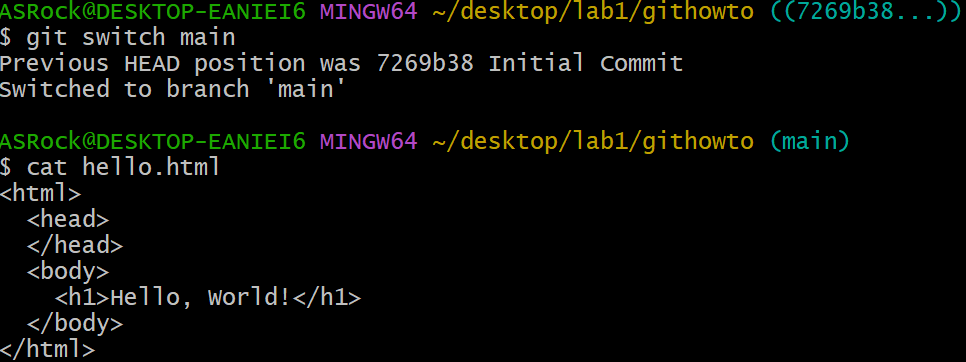 ASRock@DESKTOP-EANIEI6 MINGW64 ~/desktop/lab1/githowto ((7269b38...))
$ git switch main
Previous HEAD position was 7269b38 Initial Commit
Switched to branch 'main'

ASRock@DESKTOP-EANIEI6 MINGW64 ~/desktop/lab1/githowto (main)
$ cat hello.html
<html>
  <head>
  </head>
  <body>
    <h1>Hello, World!</h1>
  </body>
</html>